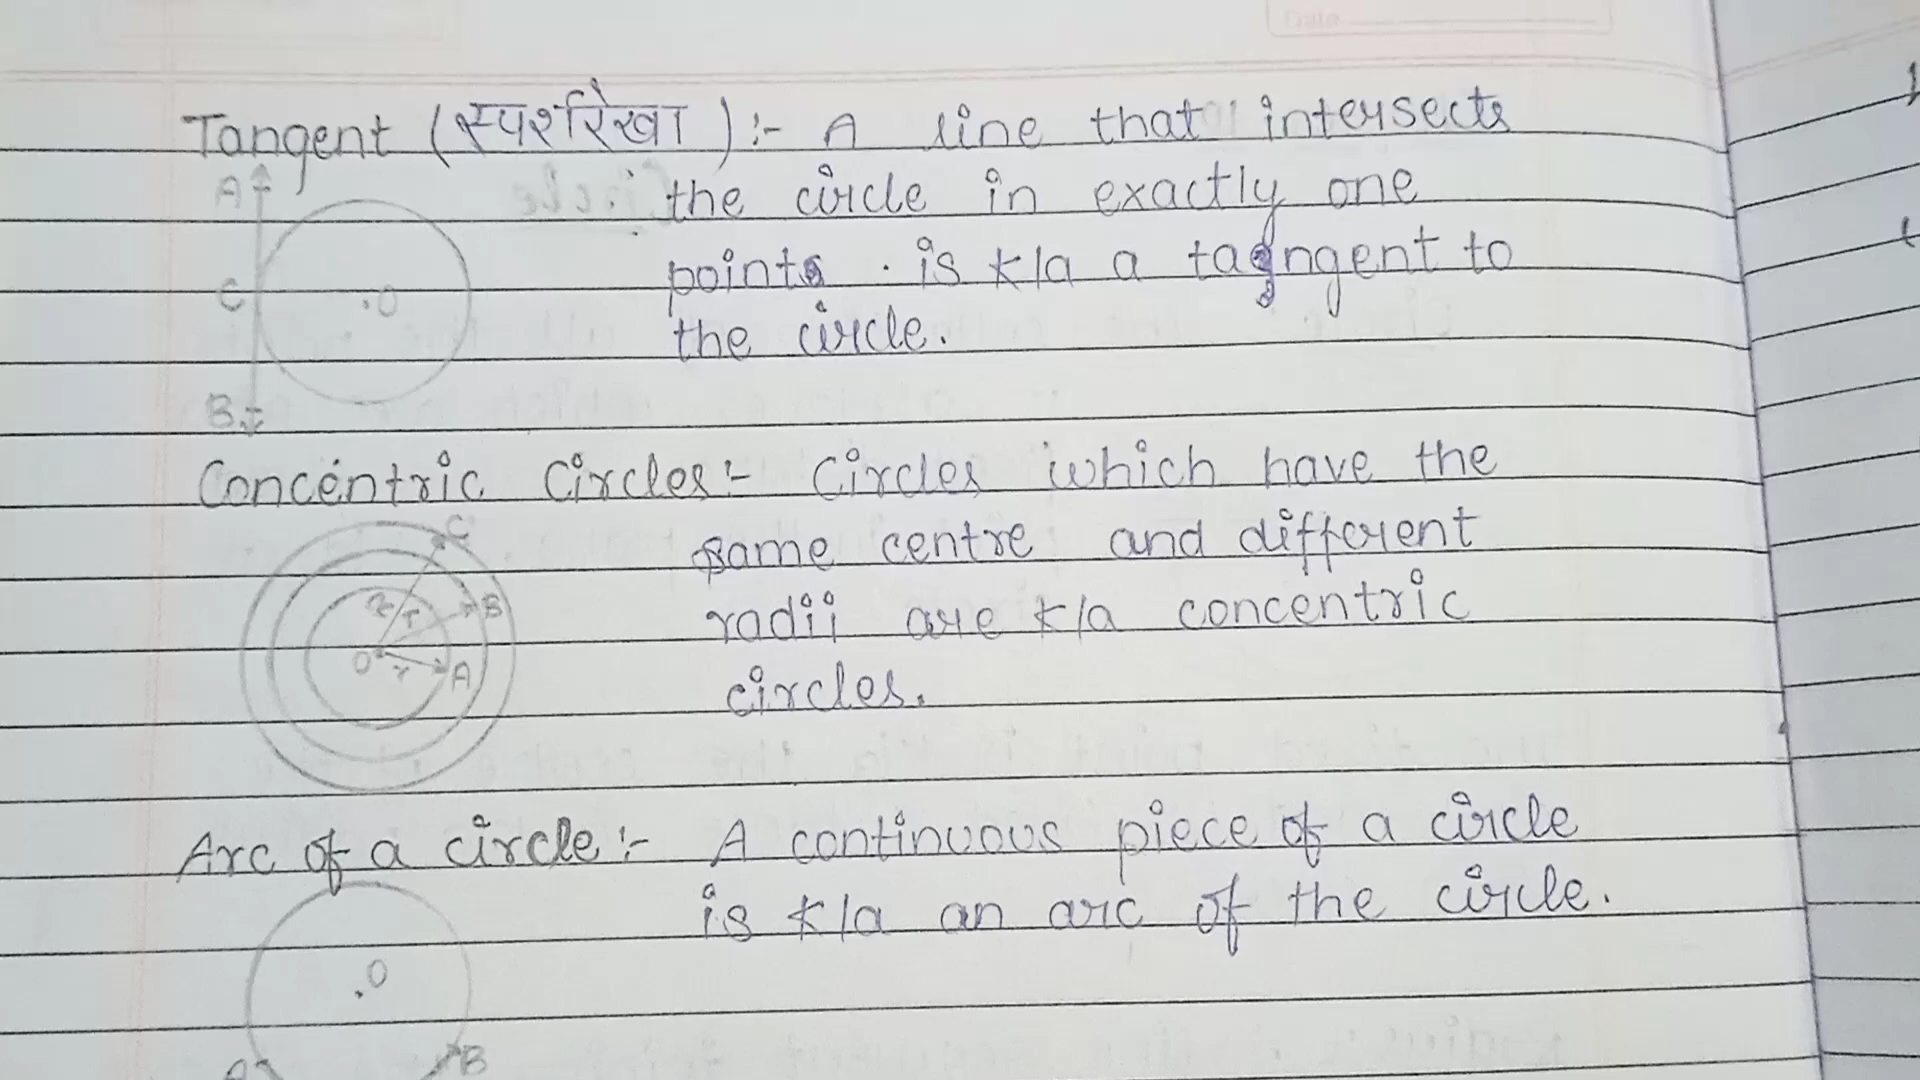 Tangent (स्पर्शरेखा) :- A line that intersects
the circle in exactly one
points. is k/a a tangent to
the circle.
A
C
.O
B
Concentric Circles:- Circles which have the
same centre and different
radii are k/a concentric
circles.
C
B
O r A
Arc of a circle :- A continuous piece of a circle
is k/a an arc of the circle.
.O
B